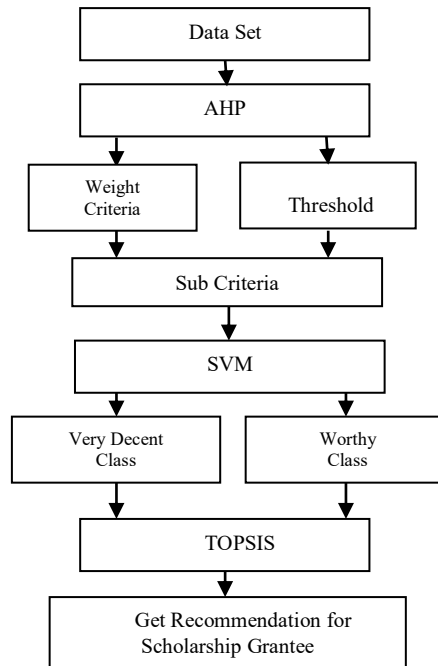 Data Set
AHP
Weight
Criteria
Threshold
Sub Criteria
SVM
Very Decent
Class
Worthy
Class
TOPSIS
Get Recommendation for
Scholarship Grantee